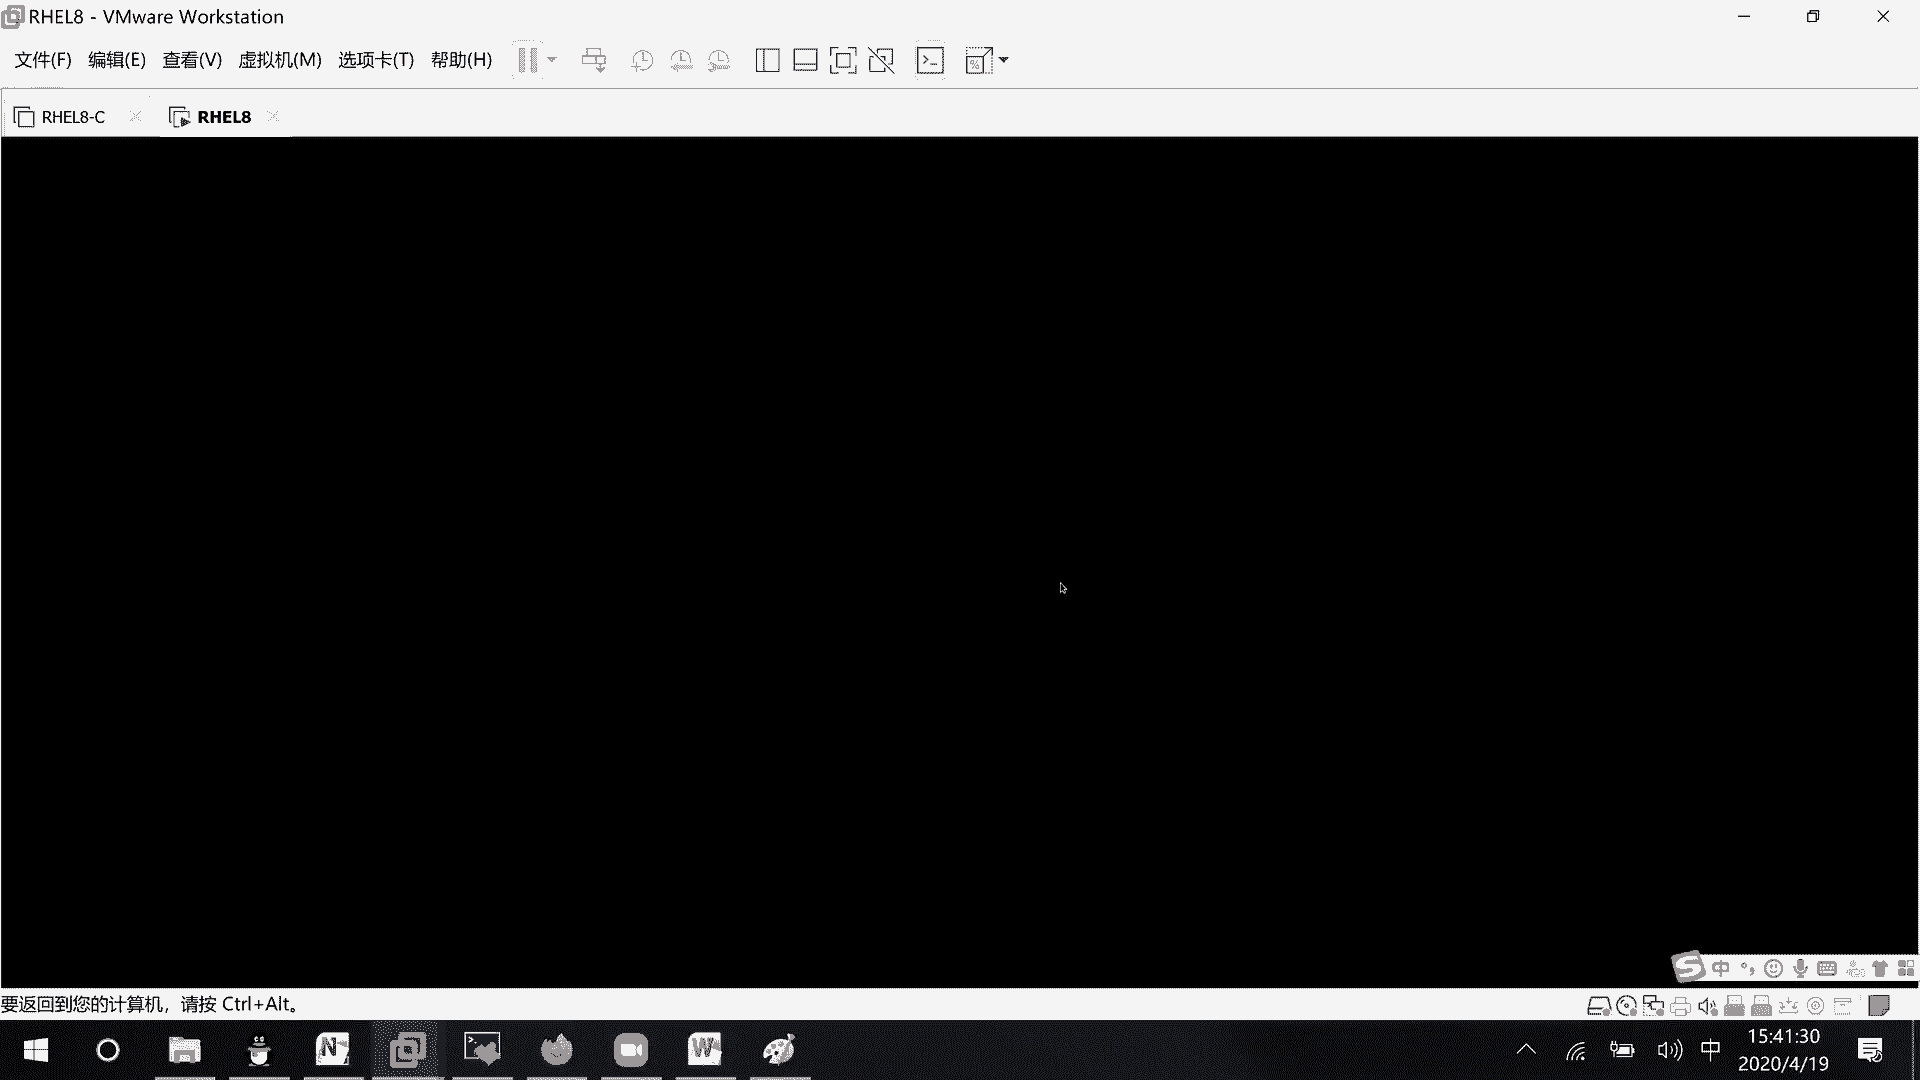 RHEL8 - VMware Workstation
文件(F) 编辑(E) 查看(V) 虚拟机(M) 选项卡(T) 帮助(H)
RHEL8-C RHEL8
中
要返回到您的计算机，请按 Ctrl+Alt。
中 15:41:30
2020/4/19